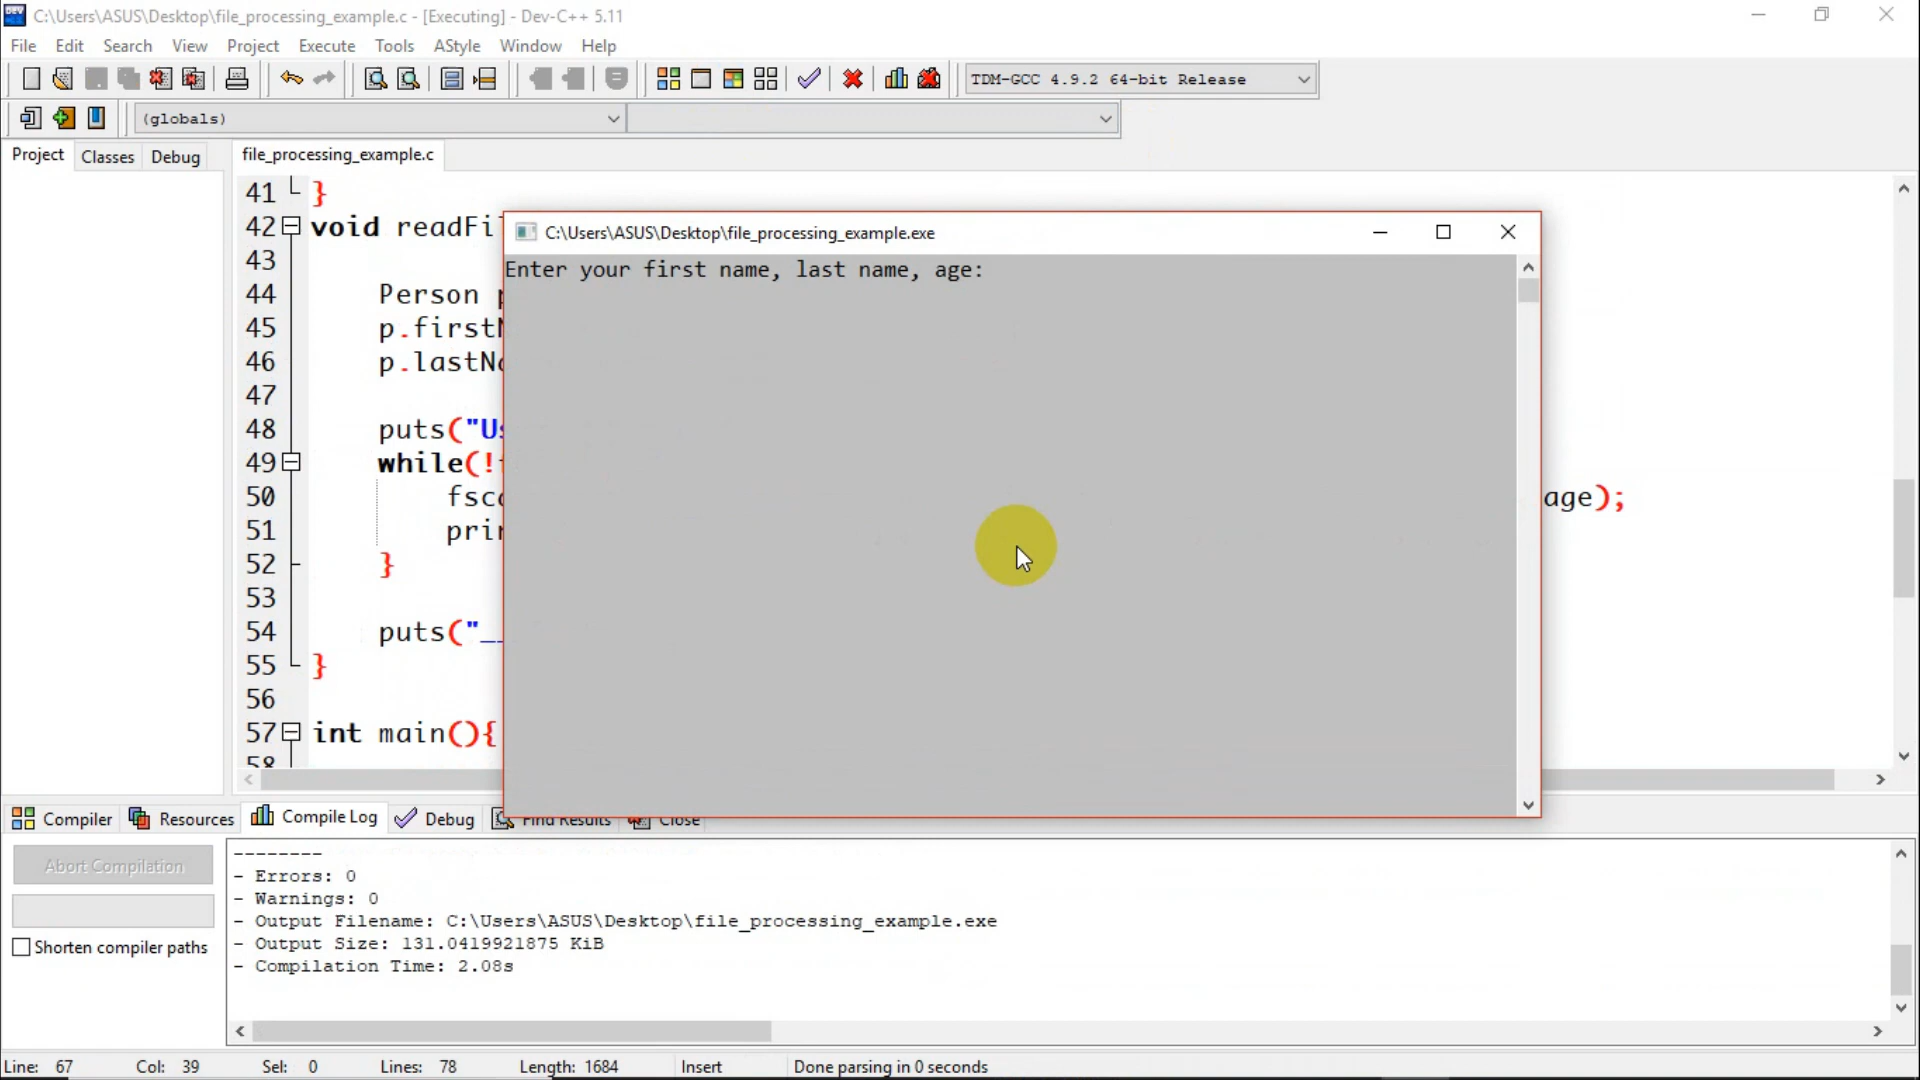 C:\Users\ASUS\Desktop\file_processing_example.c - [Executing] - Dev-C++ 5.11
File Edit Search View Project Execute Tools AStyle Window Help
TDM-GCC 4.9.2 64-bit Release
(globals)
Project Classes Debug file_processing_example.c
41 }
42 void readFi
43
44 Person
45 p.first
46 p.lastN
47
48 puts("Us
49 while(!
50 fsc age);
51 pri
52 }
53
54 puts("__
55 }
56
57 int main(){
58
C:\Users\ASUS\Desktop\file_processing_example.exe
Enter your first name, last name, age:
Compiler Resources Compile Log Debug Find Results Close
Abort Compilation
Shorten compiler paths
--------
- Errors: 0
- Warnings: 0
- Output Filename: C:\Users\ASUS\Desktop\file_processing_example.exe
- Output Size: 131.0419921875 KiB
- Compilation Time: 2.08s
Line: 67 Col: 39 Sel: 0 Lines: 78 Length: 1684 Insert Done parsing in 0 seconds